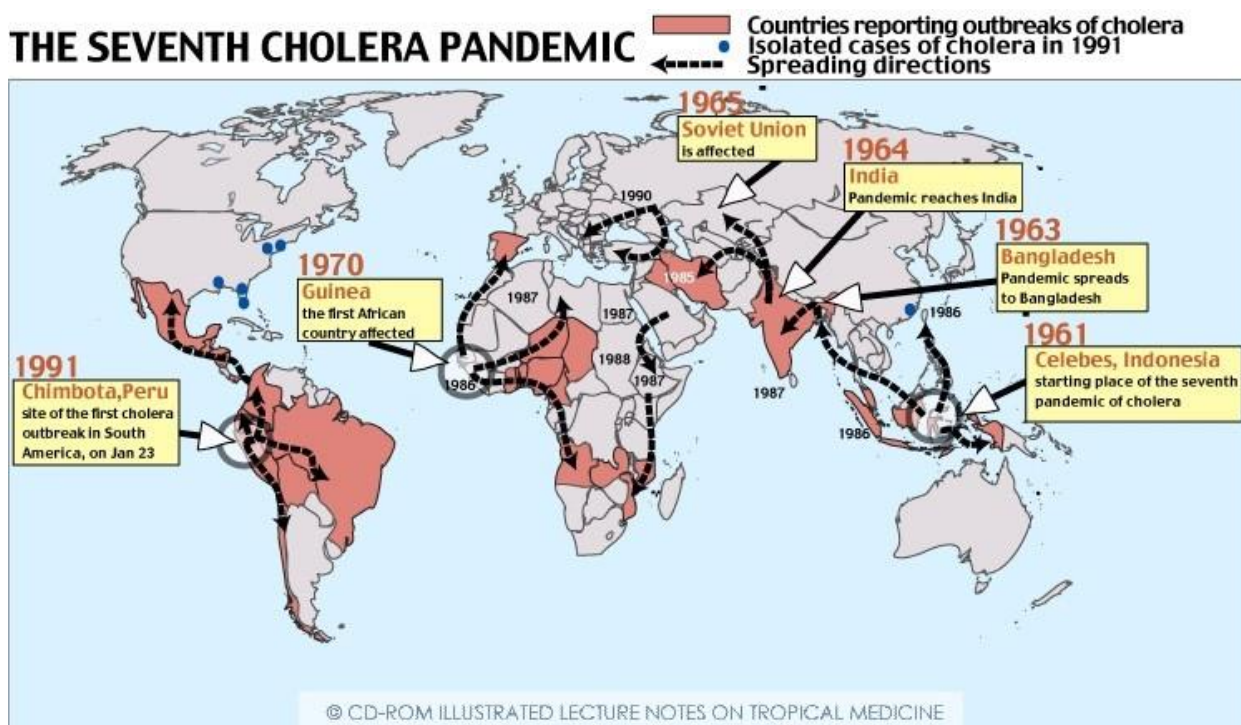 THE SEVENTH CHOLERA PANDEMIC
Countries reporting outbreaks of cholera
Isolated cases of cholera in 1991
Spreading directions
1965
Soviet Union
is affected
1964
India
Pandemic reaches India
1963
Bangladesh
Pandemic spreads
to Bangladesh
1961
Celebes, Indonesia
starting place of the seventh
pandemic of cholera
1970
Guinea
the first African
country affected
1991
Chimbota,Peru
site of the first cholera
outbreak in South
America, on Jan 23
1990
1985
1987
1987
1988
1987
1986
1987
1986
1986
© CD-ROM ILLUSTRATED LECTURE NOTES ON TROPICAL MEDICINE